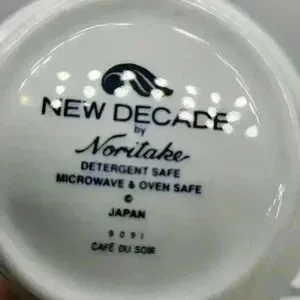 NEW DECADE
by
Noritake
DETERGENT SAFE
MICROWAVE & OVEN SAFE
©
JAPAN
9091
CAFÉ DU SOIR